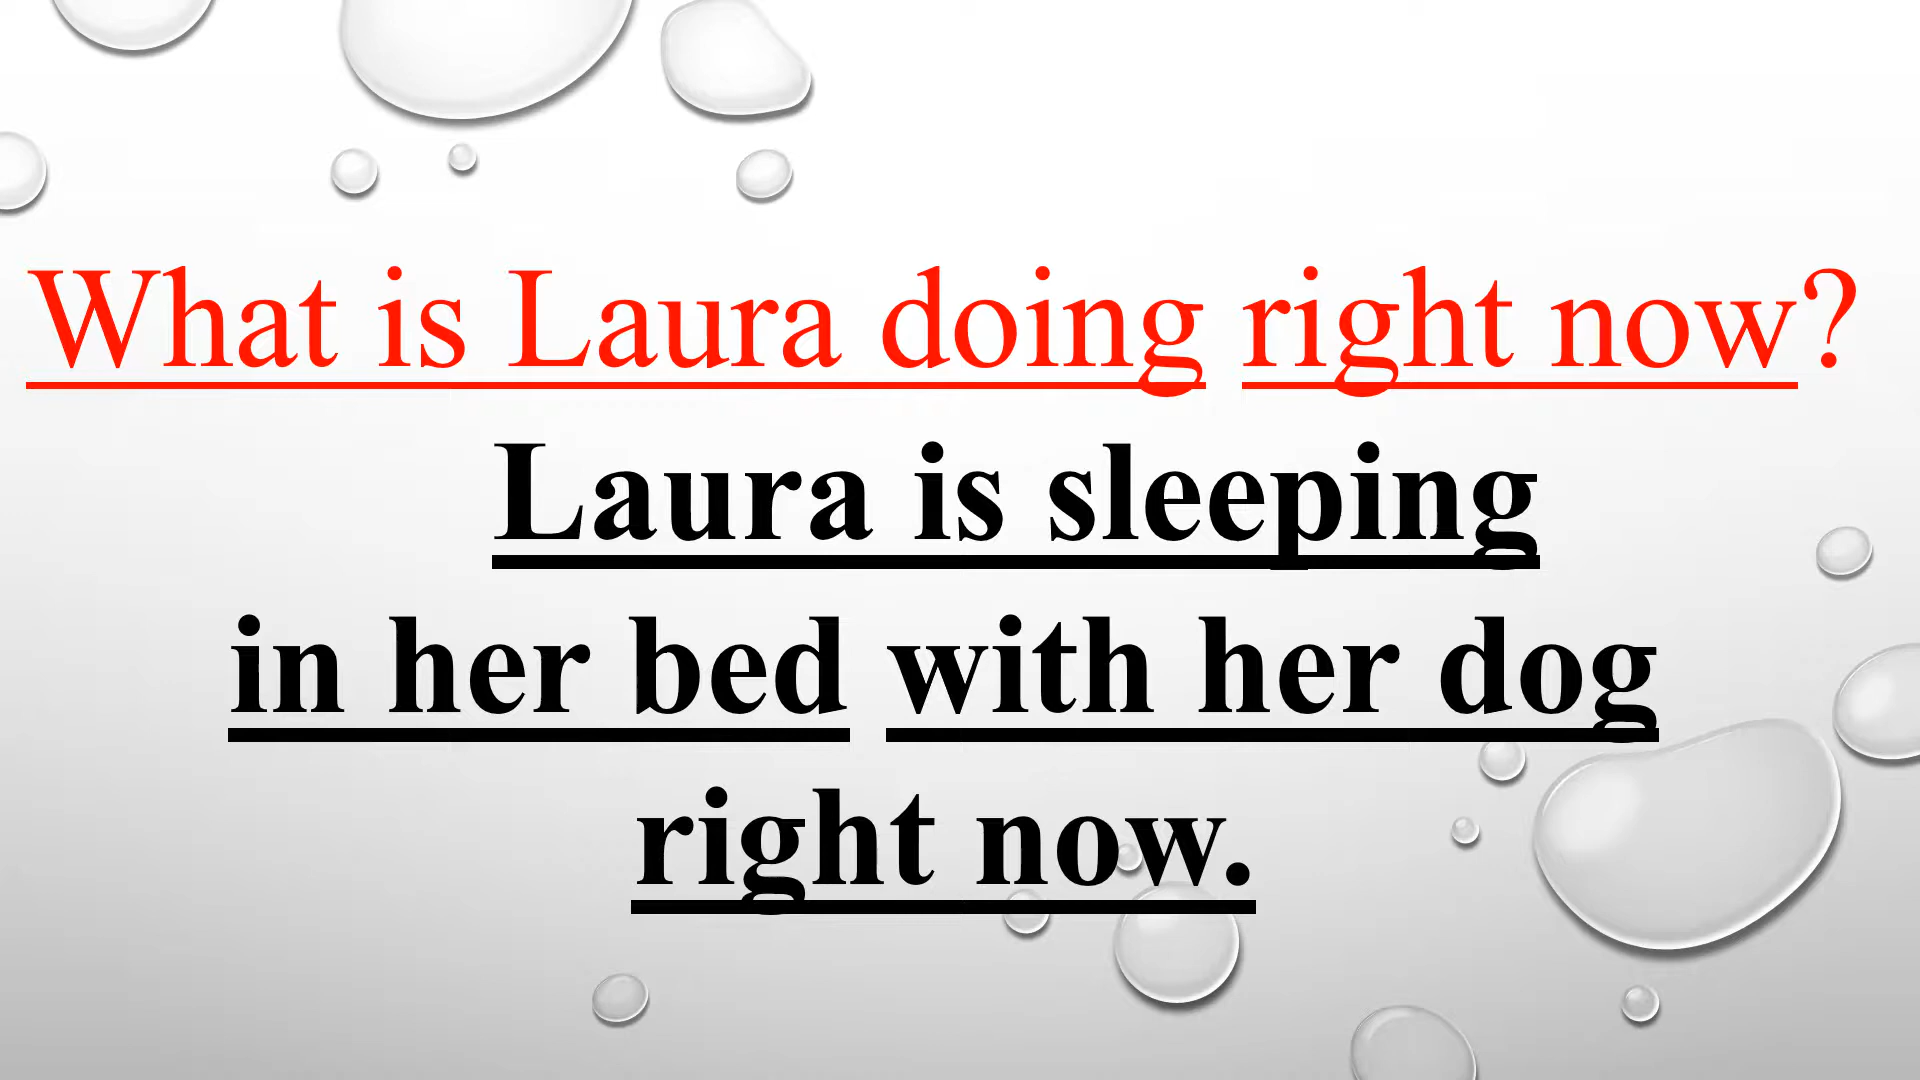 What is Laura doing right now?
Laura is sleeping
in her bed with her dog
right now.